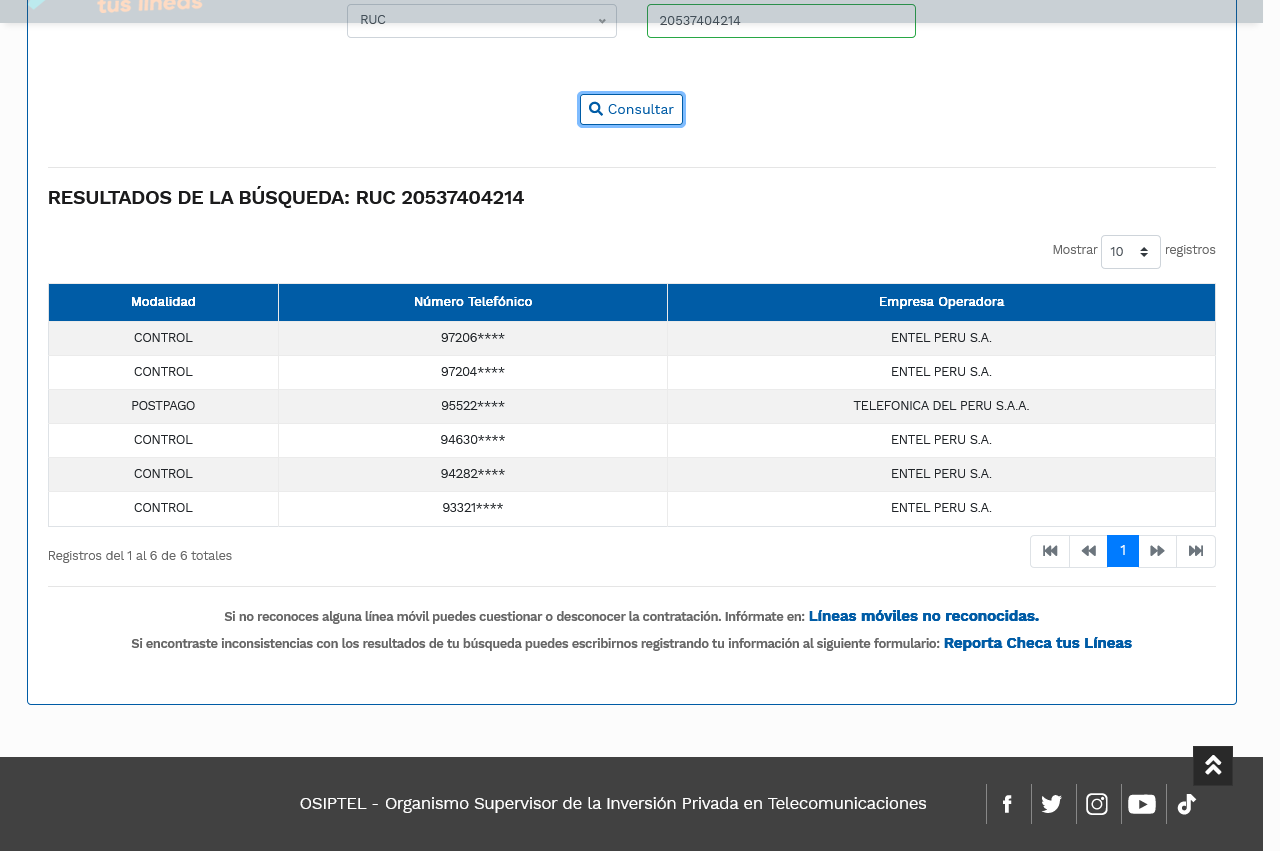 tus líneas
RUC 20537404214
Consultar
RESULTADOS DE LA BÚSQUEDA: RUC 20537404214
Mostrar 10 registros
Modalidad Número Telefónico Empresa Operadora
CONTROL 97206**** ENTEL PERU S.A.
CONTROL 97204**** ENTEL PERU S.A.
POSTPAGO 95522**** TELEFONICA DEL PERU S.A.A.
CONTROL 94630**** ENTEL PERU S.A.
CONTROL 94282**** ENTEL PERU S.A.
CONTROL 93321**** ENTEL PERU S.A.
Registros del 1 al 6 de 6 totales 1
Si no reconoces alguna línea móvil puedes cuestionar o desconocer la contratación. Infórmate en: Líneas móviles no reconocidas.
Si encontraste inconsistencias con los resultados de tu búsqueda puedes escribirnos registrando tu información al siguiente formulario: Reporta Checa tus Líneas
OSIPTEL - Organismo Supervisor de la Inversión Privada en Telecomunicaciones